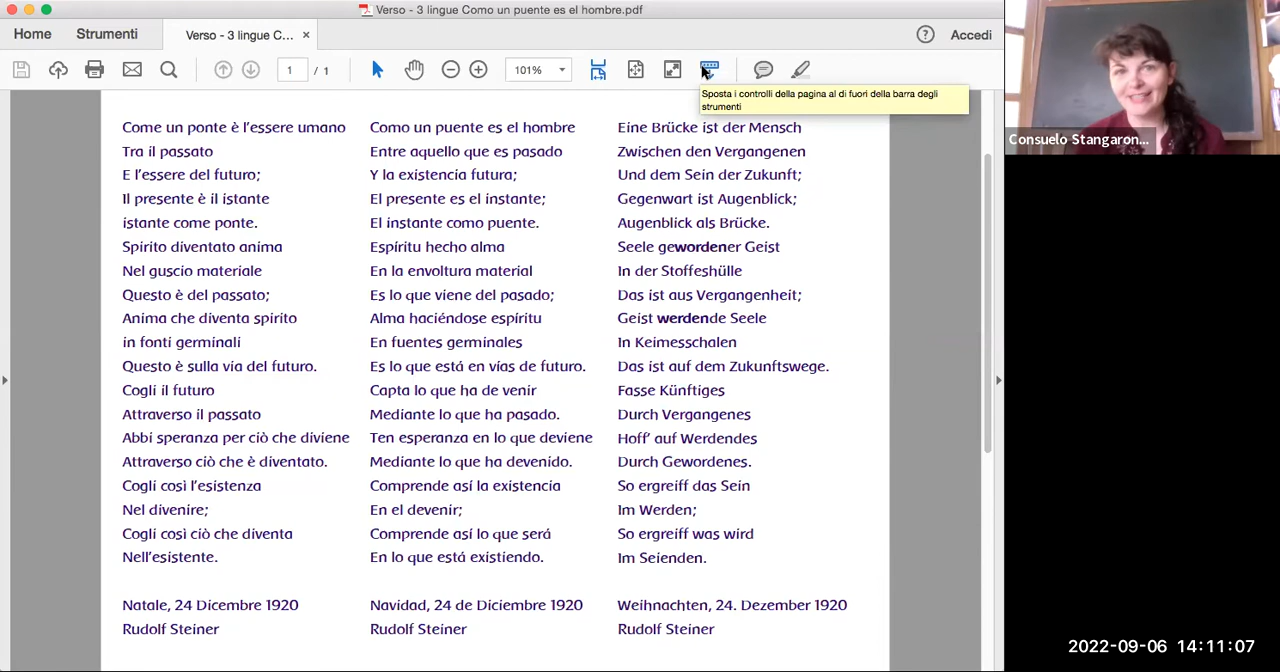 Verso - 3 lingue Como un puente es el hombre.pdf
Home
Strumenti
Verso - 3 lingue C... ×
?
Accedi
1 / 1
101%
Sposta i controlli della pagina al di fuori della barra degli
strumenti
Consuelo Stangaron...
Come un ponte è l'essere umano
Tra il passato
E l'essere del futuro;
Il presente è il istante
istante come ponte.
Spirito diventato anima
Nel guscio materiale
Questo è del passato;
Anima che diventa spirito
in fonti germinali
Questo è sulla via del futuro.
Cogli il futuro
Attraverso il passato
Abbi speranza per ciò che diviene
Attraverso ciò che è diventato.
Cogli così l'esistenza
Nel divenire;
Cogli così ciò che diventa
Nell'esistente.
Natale, 24 Dicembre 1920
Rudolf Steiner
Como un puente es el hombre
Entre aquello que es pasado
Y la existencia futura;
El presente es el instante;
El instante como puente.
Espíritu hecho alma
En la envoltura material
Es lo que viene del pasado;
Alma haciéndose espíritu
En fuentes germinales
Es lo que está en vías de futuro.
Capta lo que ha de venir
Mediante lo que ha pasado.
Ten esperanza en lo que deviene
Mediante lo que ha devenido.
Comprende así la existencia
En el devenir;
Comprende así lo que será
En lo que está existiendo.
Navidad, 24 de Diciembre 1920
Rudolf Steiner
Eine Brücke ist der Mensch
Zwischen den Vergangenen
Und dem Sein der Zukunft;
Gegenwart ist Augenblick;
Augenblick als Brücke.
Seele gewordener Geist
In der Stoffeshülle
Das ist aus Vergangenheit;
Geist werdende Seele
In Keimesschalen
Das ist auf dem Zukunftswege.
Fasse Künftiges
Durch Vergangenes
Hoff' auf Werdendes
Durch Gewordenes.
So ergreiff das Sein
Im Werden;
So ergreiff was wird
Im Seienden.
Weihnachten, 24. Dezember 1920
Rudolf Steiner
2022-09-06 14:11:07